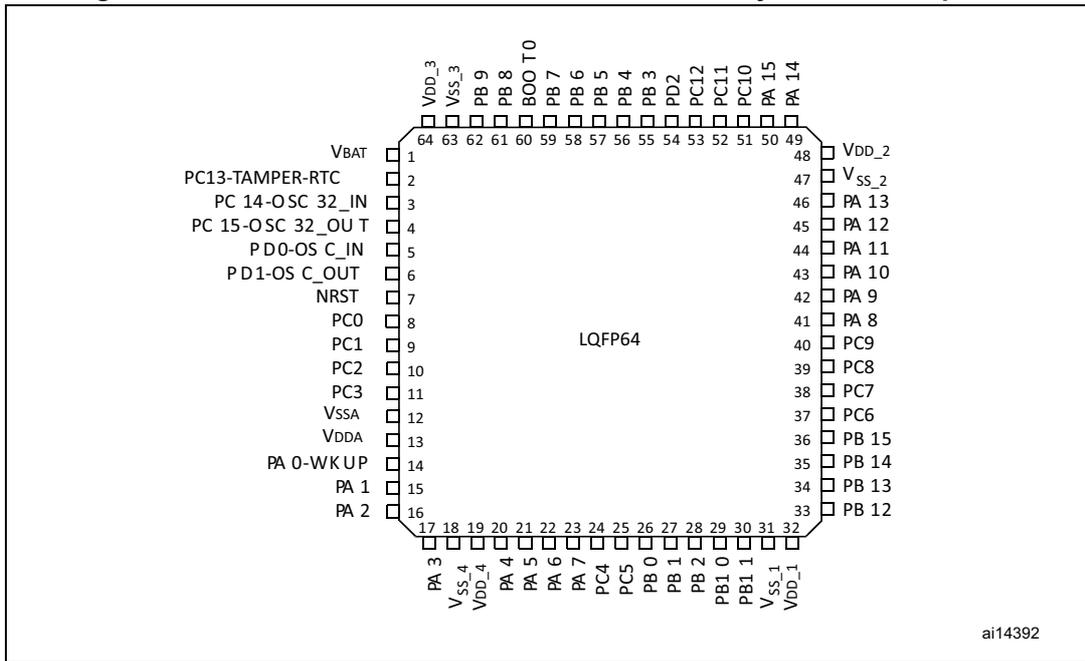 VDD_3
VSS_3
PB 9
PB 8
BOO T0
PB 7
PB 6
PB 5
PB 4
PB 3
PD2
PC12
PC11
PC10
PA 15
PA 14
64 63 62 61 60 59 58 57 56 55 54 53 52 51 50 49
VBAT 1
PC13-TAMPER-RTC 2
PC 14-O SC 32_IN 3
PC 15-O SC 32_OU T 4
P D0-OS C_IN 5
P D1-OS C_OUT 6
NRST 7
PC0 8
PC1 9
PC2 10
PC3 11
VSSA 12
VDDA 13
PA 0-WK UP 14
PA 1 15
PA 2 16
LQFP64
48 VDD_2
47 VSS_2
46 PA 13
45 PA 12
44 PA 11
43 PA 10
42 PA 9
41 PA 8
40 PC9
39 PC8
38 PC7
37 PC6
36 PB 15
35 PB 14
34 PB 13
33 PB 12
17 18 19 20 21 22 23 24 25 26 27 28 29 30 31 32
PA 3
VSS_4
VDD_4
PA 4
PA 5
PA 6
PA 7
PC4
PC5
PB 0
PB 1
PB 2
PB1 0
PB1 1
VSS_1
VDD_1
ai14392